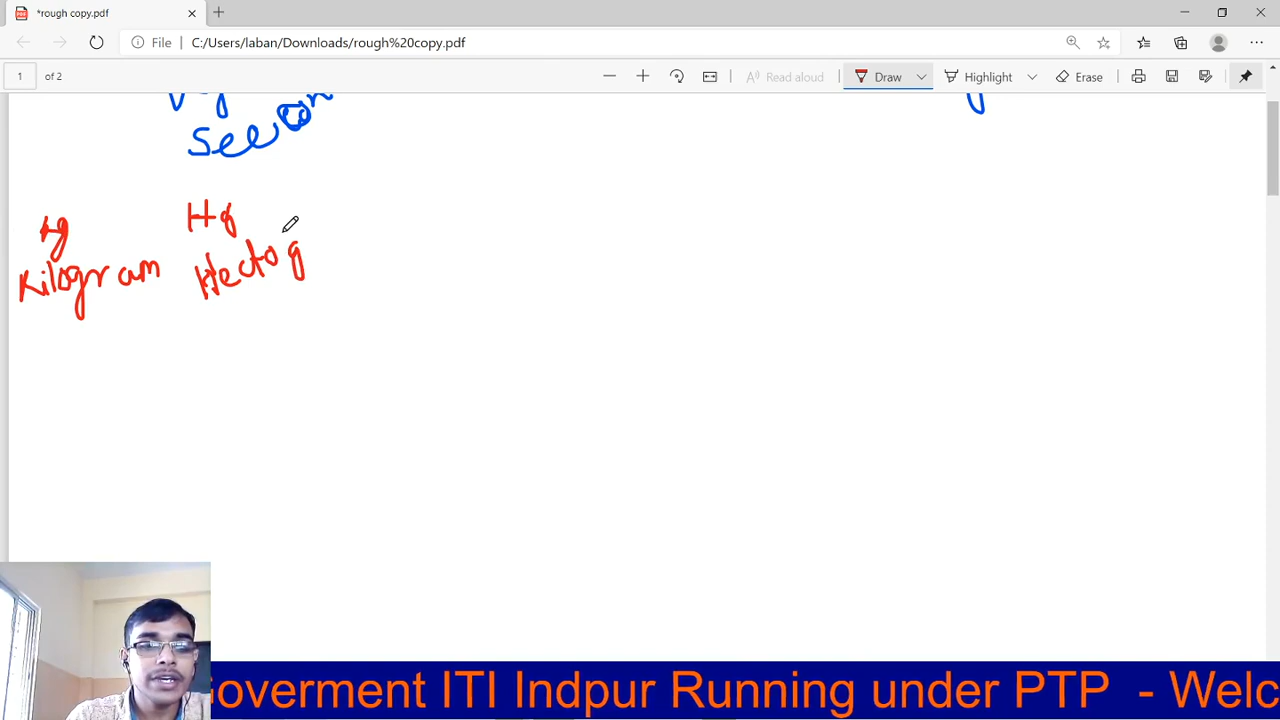 *rough copy.pdf
File C:/Users/laban/Downloads/rough%20copy.pdf
1 of 2 Read aloud Draw Highlight Erase
Kg Hg
Kilogram Hectog
Goverment ITI Indpur Running under PTP - Welc